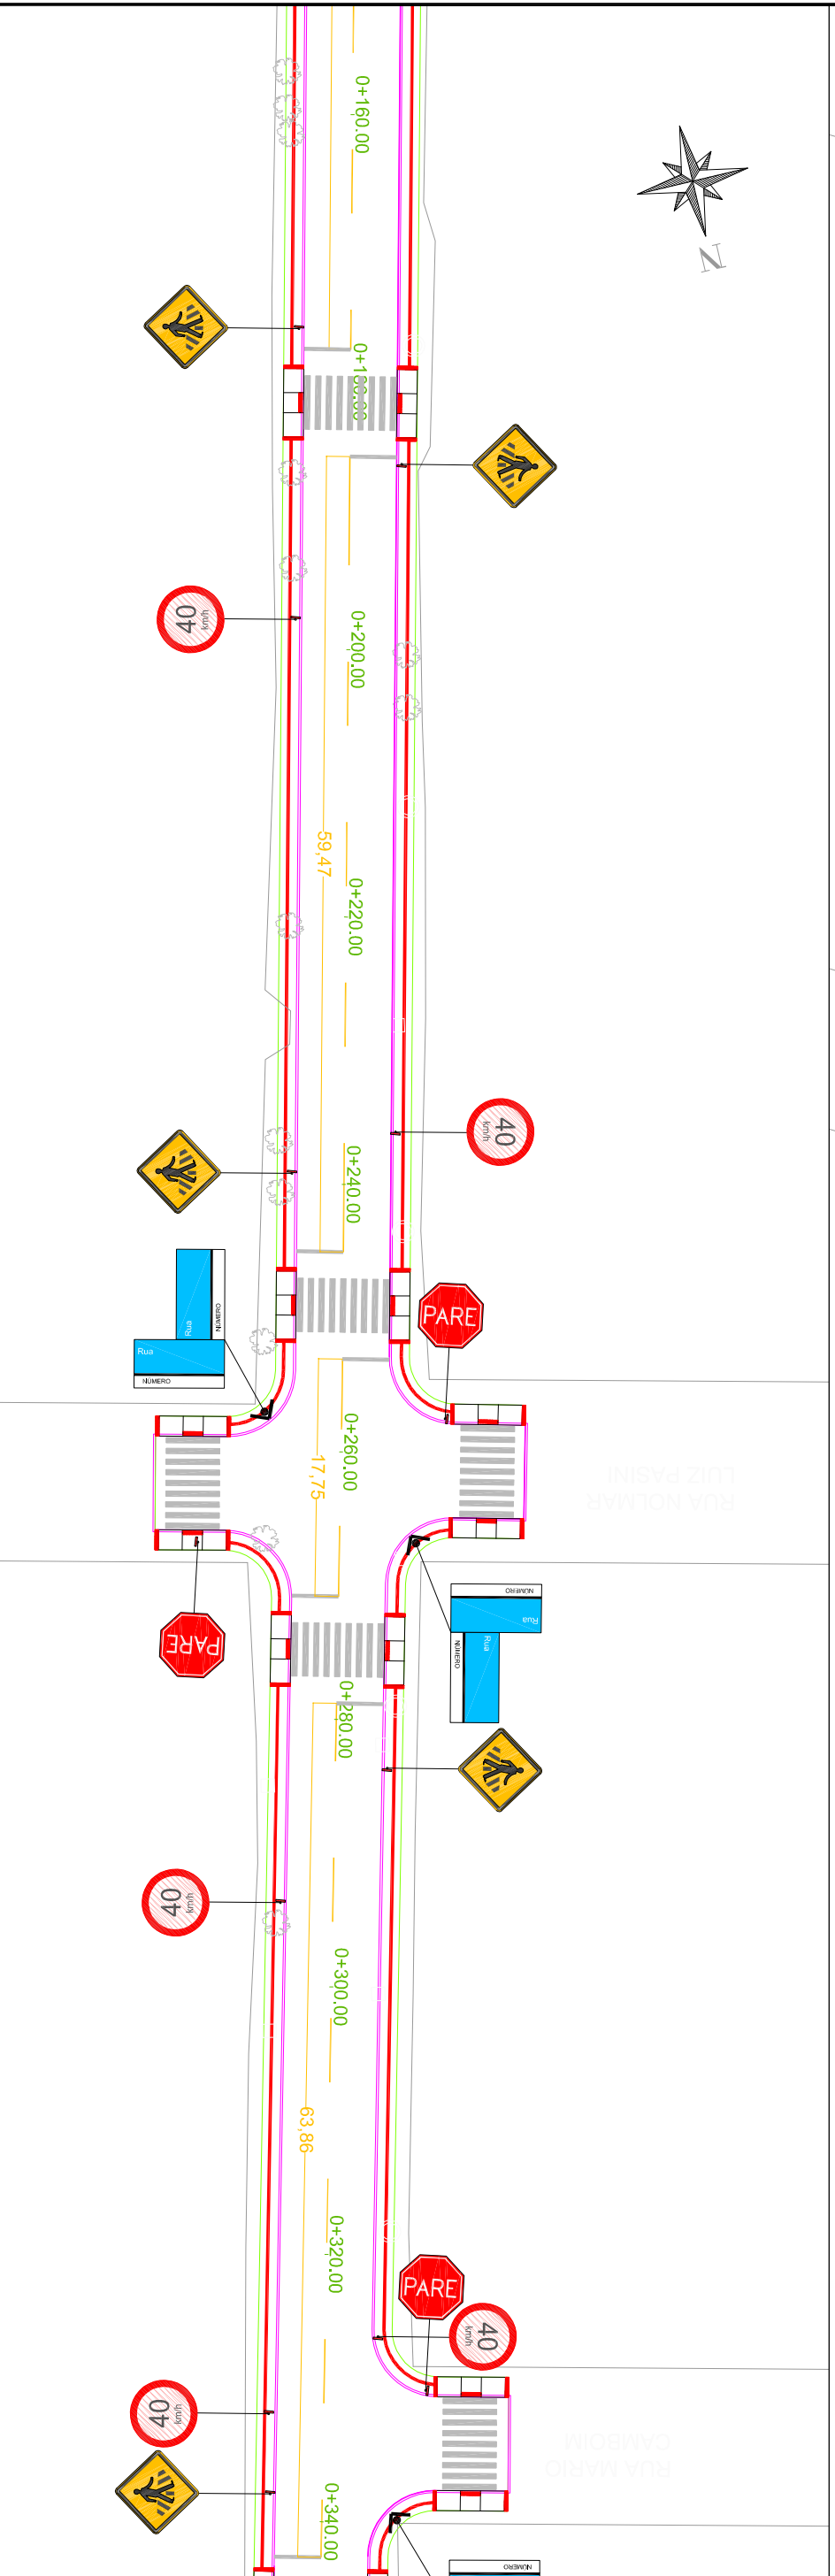 0+160.00
N
0+180.00
40
km/h
0+200.00
59,47
0+220.00
40
km/h
0+240.00
PARE
Rua
NÚMERO
Rua
NÚMERO
0+260.00
17,75
RUA NOLMAR
LUIZ PASINI
PARE
NÚMERO
Rua
Rua
NÚMERO
0+280.00
40
km/h
0+300.00
63,86
0+320.00
PARE
40
km/h
40
km/h
RUA MARIO
CAMBOIM
0+340.00
NÚMERO